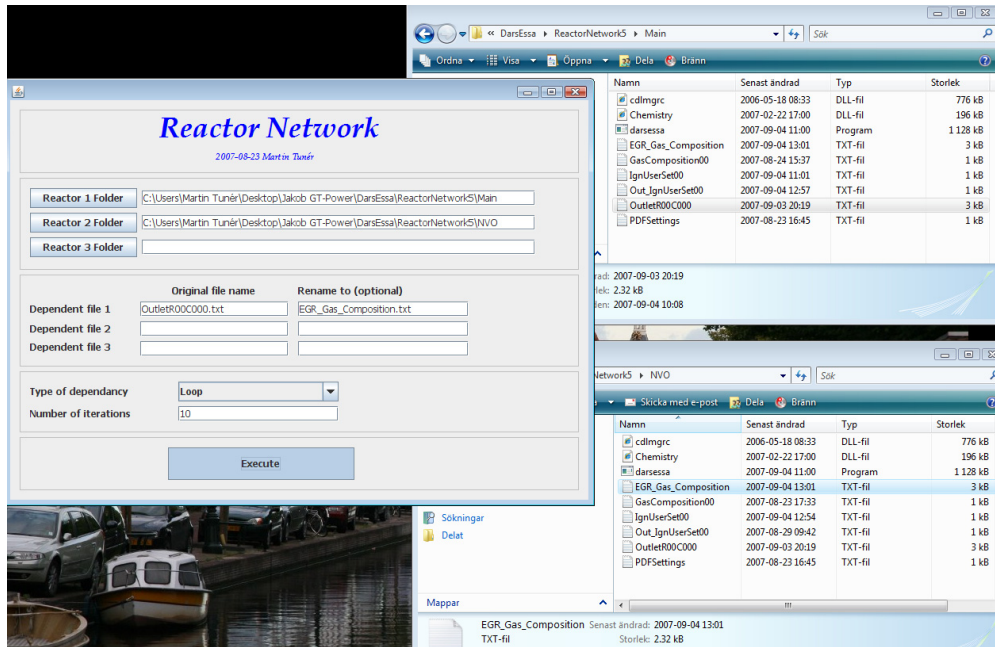 Reactor Network
2007-08-23 Martin Tunér
Reactor 1 Folder C:\Users\Martin Tunér\Desktop\Jakob GT-Power\DarsEssa\ReactorNetwork5\Main
Reactor 2 Folder C:\Users\Martin Tunér\Desktop\Jakob GT-Power\DarsEssa\ReactorNetwork5\NVO
Reactor 3 Folder
Original file name Rename to (optional)
Dependent file 1 OutletR00C000.txt EGR_Gas_Composition.txt
Dependent file 2
Dependent file 3
Type of dependancy Loop
Number of iterations 10
Execute
« DarsEssa ReactorNetwork5 Main Sök
Ordna Visa Öppna Dela Bränn
Namn Senast ändrad Typ Storlek
cdlmgrc 2006-05-18 08:33 DLL-fil 776 kB
Chemistry 2007-02-22 17:00 DLL-fil 196 kB
darsessa 2007-09-04 11:00 Program 1 128 kB
EGR_Gas_Composition 2007-09-04 13:01 TXT-fil 3 kB
GasComposition00 2007-08-24 15:37 TXT-fil 1 kB
IgnUserSet00 2007-09-04 11:01 TXT-fil 1 kB
Out_IgnUserSet00 2007-09-04 12:57 TXT-fil 1 kB
OutletR00C000 2007-09-03 20:19 TXT-fil 3 kB
PDFSettings 2007-08-23 16:45 TXT-fil 1 kB
rad: 2007-09-03 20:19
lek: 2.32 kB
en: 2007-09-04 10:08
Network5 NVO Sök
Skicka med e-post Dela Bränn
Namn Senast ändrad Typ Storlek
cdlmgrc 2006-05-18 08:33 DLL-fil 776 kB
Chemistry 2007-02-22 17:00 DLL-fil 196 kB
darsessa 2007-09-04 11:00 Program 1 128 kB
EGR_Gas_Composition 2007-09-04 13:01 TXT-fil 3 kB
GasComposition00 2007-08-23 17:33 TXT-fil 1 kB
IgnUserSet00 2007-09-04 12:54 TXT-fil 1 kB
Out_IgnUserSet00 2007-08-29 09:42 TXT-fil 1 kB
OutletR00C000 2007-09-03 20:19 TXT-fil 3 kB
PDFSettings 2007-08-23 16:45 TXT-fil 1 kB
Sökningar
Delat
Mappar
EGR_Gas_Composition Senast ändrad: 2007-09-04 13:01
TXT-fil Storlek: 2.32 kB